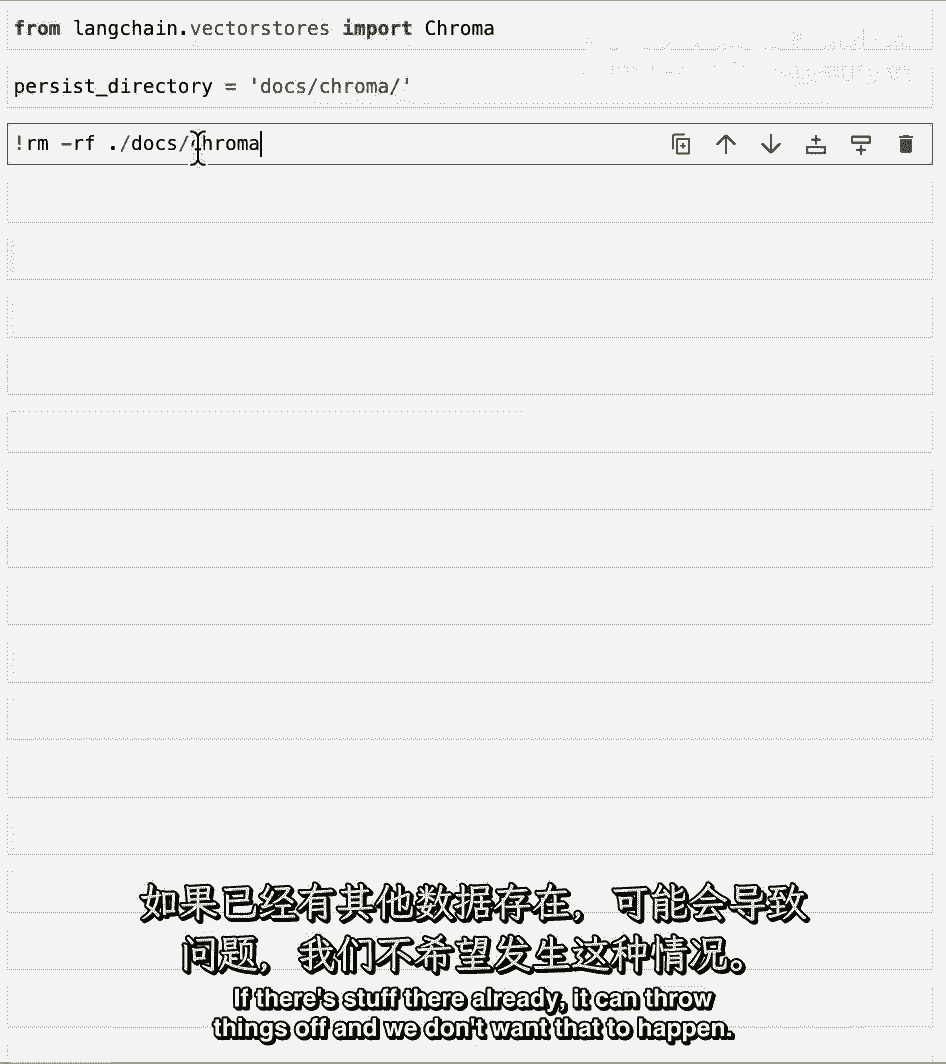 from langchain.vectorstores import Chroma
persist_directory = 'docs/chroma/'
!rm -rf ./docs/chroma
如果已经有其他数据存在，可能会导致
问题，我们不希望发生这种情况。
If there's stuff there already, it can throw
things off and we don't want that to happen.